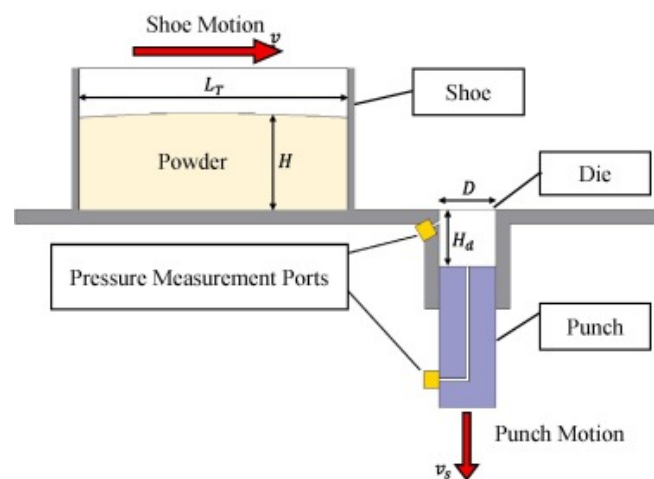 Shoe Motion
v
L_T
Shoe
Powder
H
D
Die
H_d
Pressure Measurement Ports
Punch
Punch Motion
v_s